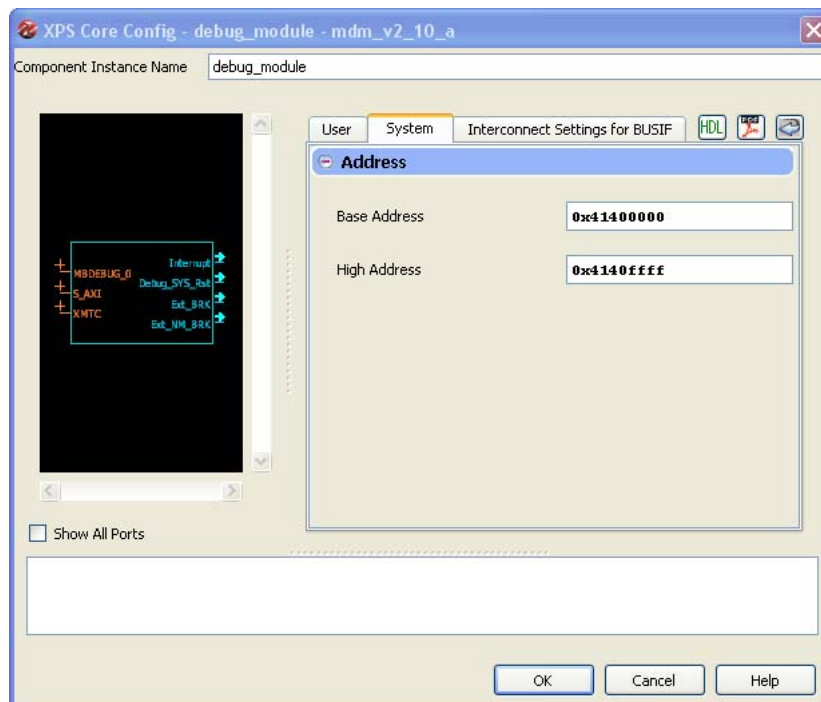 XPS Core Config - debug_module - mdm_v2_10_a
Component Instance Name debug_module
User System Interconnect Settings for BUSIF HDL PDF
Address
Base Address 0x41400000
High Address 0x4140ffff
MBDEBUG_0
S_AXI
XMTC
Interrupt
Debug_SYS_Rst
Ext_BRK
Ext_NM_BRK
Show All Ports
OK Cancel Help